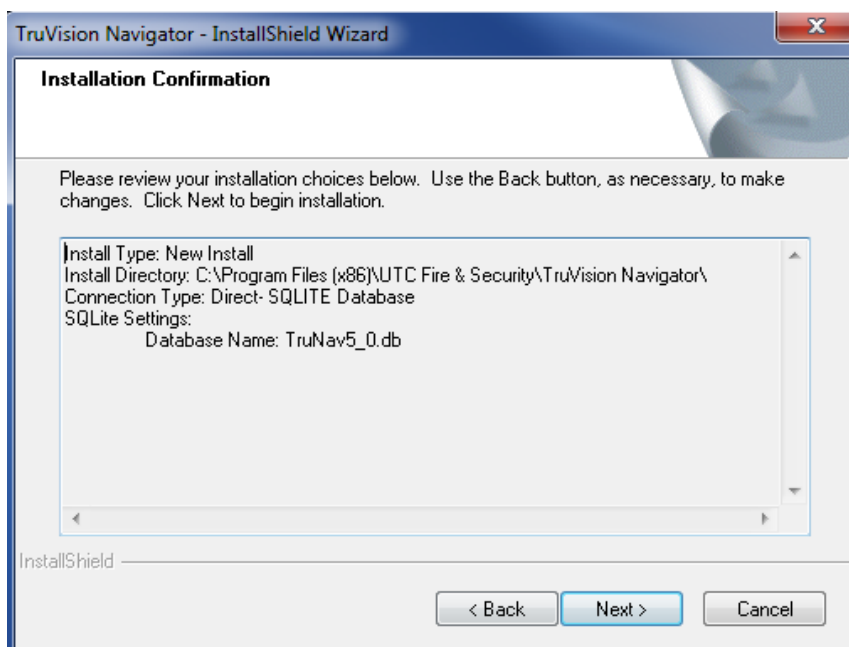 TruVision Navigator - InstallShield Wizard
Installation Confirmation
Please review your installation choices below. Use the Back button, as necessary, to make
changes. Click Next to begin installation.
Install Type: New Install
Install Directory: C:\Program Files (x86)\UTC Fire & Security\TruVision Navigator\
Connection Type: Direct- SQLITE Database
SQLite Settings:
Database Name: TruNav5_0.db
InstallShield
< Back Next > Cancel